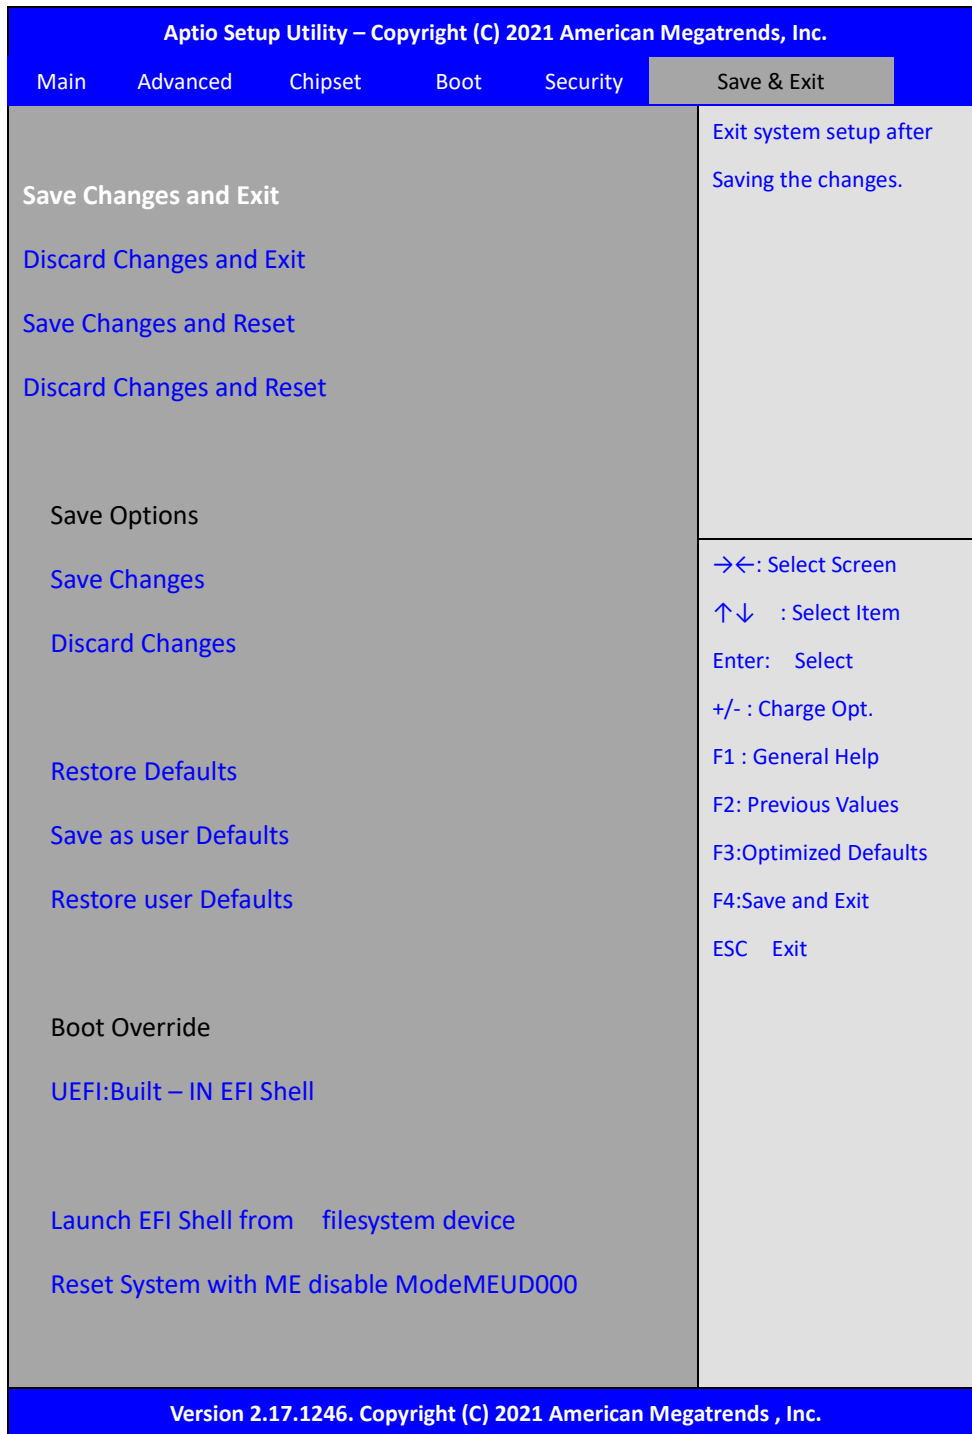 Aptio Setup Utility – Copyright (C) 2021 American Megatrends, Inc.
Main Advanced Chipset Boot Security Save & Exit
Save Changes and Exit
Discard Changes and Exit
Save Changes and Reset
Discard Changes and Reset
Save Options
Save Changes
Discard Changes
Restore Defaults
Save as user Defaults
Restore user Defaults
Boot Override
UEFI:Built – IN EFI Shell
Launch EFI Shell from filesystem device
Reset System with ME disable ModeMEUD000
Exit system setup after
Saving the changes.
→←: Select Screen
↑↓ : Select Item
Enter: Select
+/- : Charge Opt.
F1 : General Help
F2: Previous Values
F3:Optimized Defaults
F4:Save and Exit
ESC Exit
Version 2.17.1246. Copyright (C) 2021 American Megatrends , Inc.